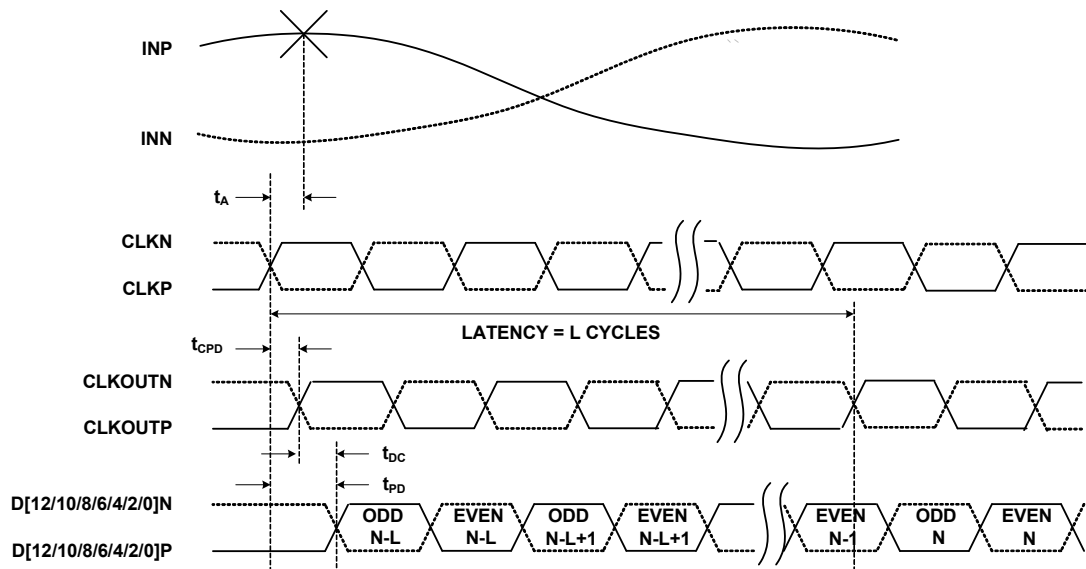 INP
INN
tA
CLKN
CLKP
LATENCY = L CYCLES
tCPD
CLKOUTN
CLKOUTP
tDC
tPD
D[12/10/8/6/4/2/0]N
D[12/10/8/6/4/2/0]P
ODD
N-L
EVEN
N-L
ODD
N-L+1
EVEN
N-L+1
EVEN
N-1
ODD
N
EVEN
N